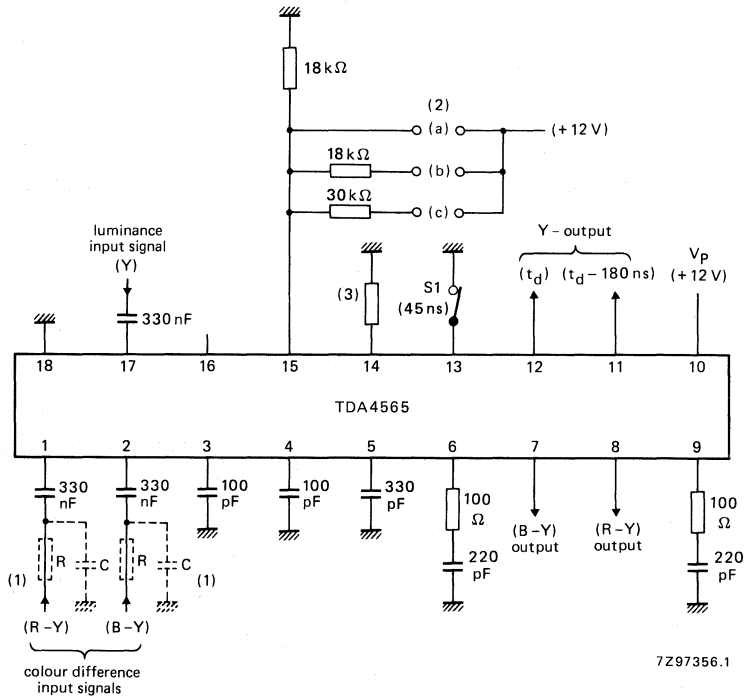 18 kΩ
(2)
(a)
(+12 V)
18 kΩ
(b)
30 kΩ
(c)
luminance
input signal
(Y)
330 nF
(3)
S1
(45 ns)
Y – output
(td) (td – 180 ns)
VP
(+12 V)
18 17 16 15 14 13 12 11 10
TDA4565
1 2 3 4 5 6 7 8 9
330
nF
330
nF
100
pF
100
pF
330
pF
100
Ω
220
pF
(B–Y)
output
(R–Y)
output
100
Ω
220
pF
(1)
R
C
R
C
(1)
(R–Y)
(B–Y)
colour difference
input signals
7Z97356.1